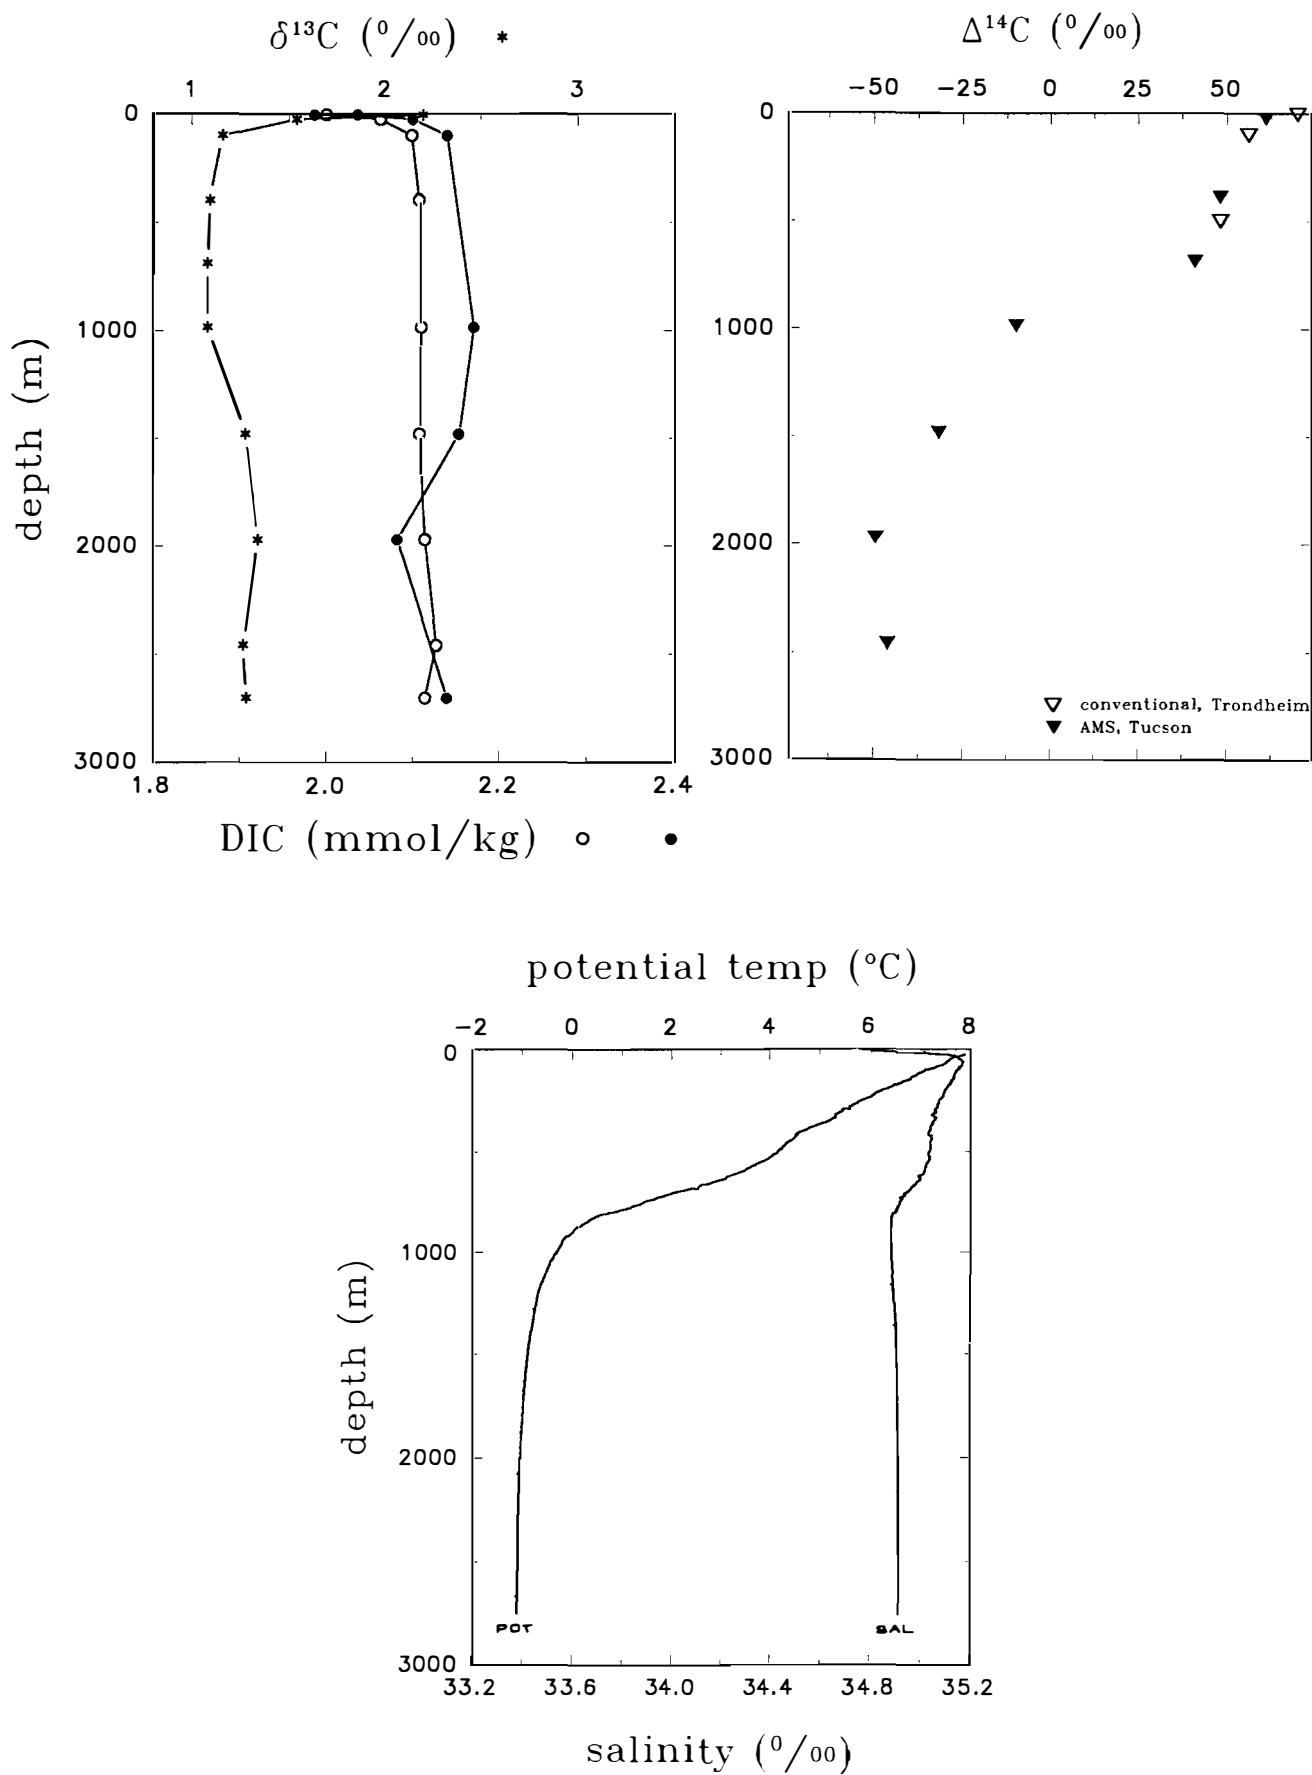 δ¹³C (⁰/₀₀) *
1 2 3
0
1000
2000
3000
depth (m)
1.8 2.0 2.2 2.4
DIC (mmol/kg) ○ ●
Δ¹⁴C (⁰/₀₀)
−50 −25 0 25 50
0
1000
2000
3000
▽ conventional, Trondheim
▼ AMS, Tucson
potential temp (°C)
−2 0 2 4 6 8
0
1000
2000
3000
depth (m)
POT SAL
33.2 33.6 34.0 34.4 34.8 35.2
salinity (⁰/₀₀)